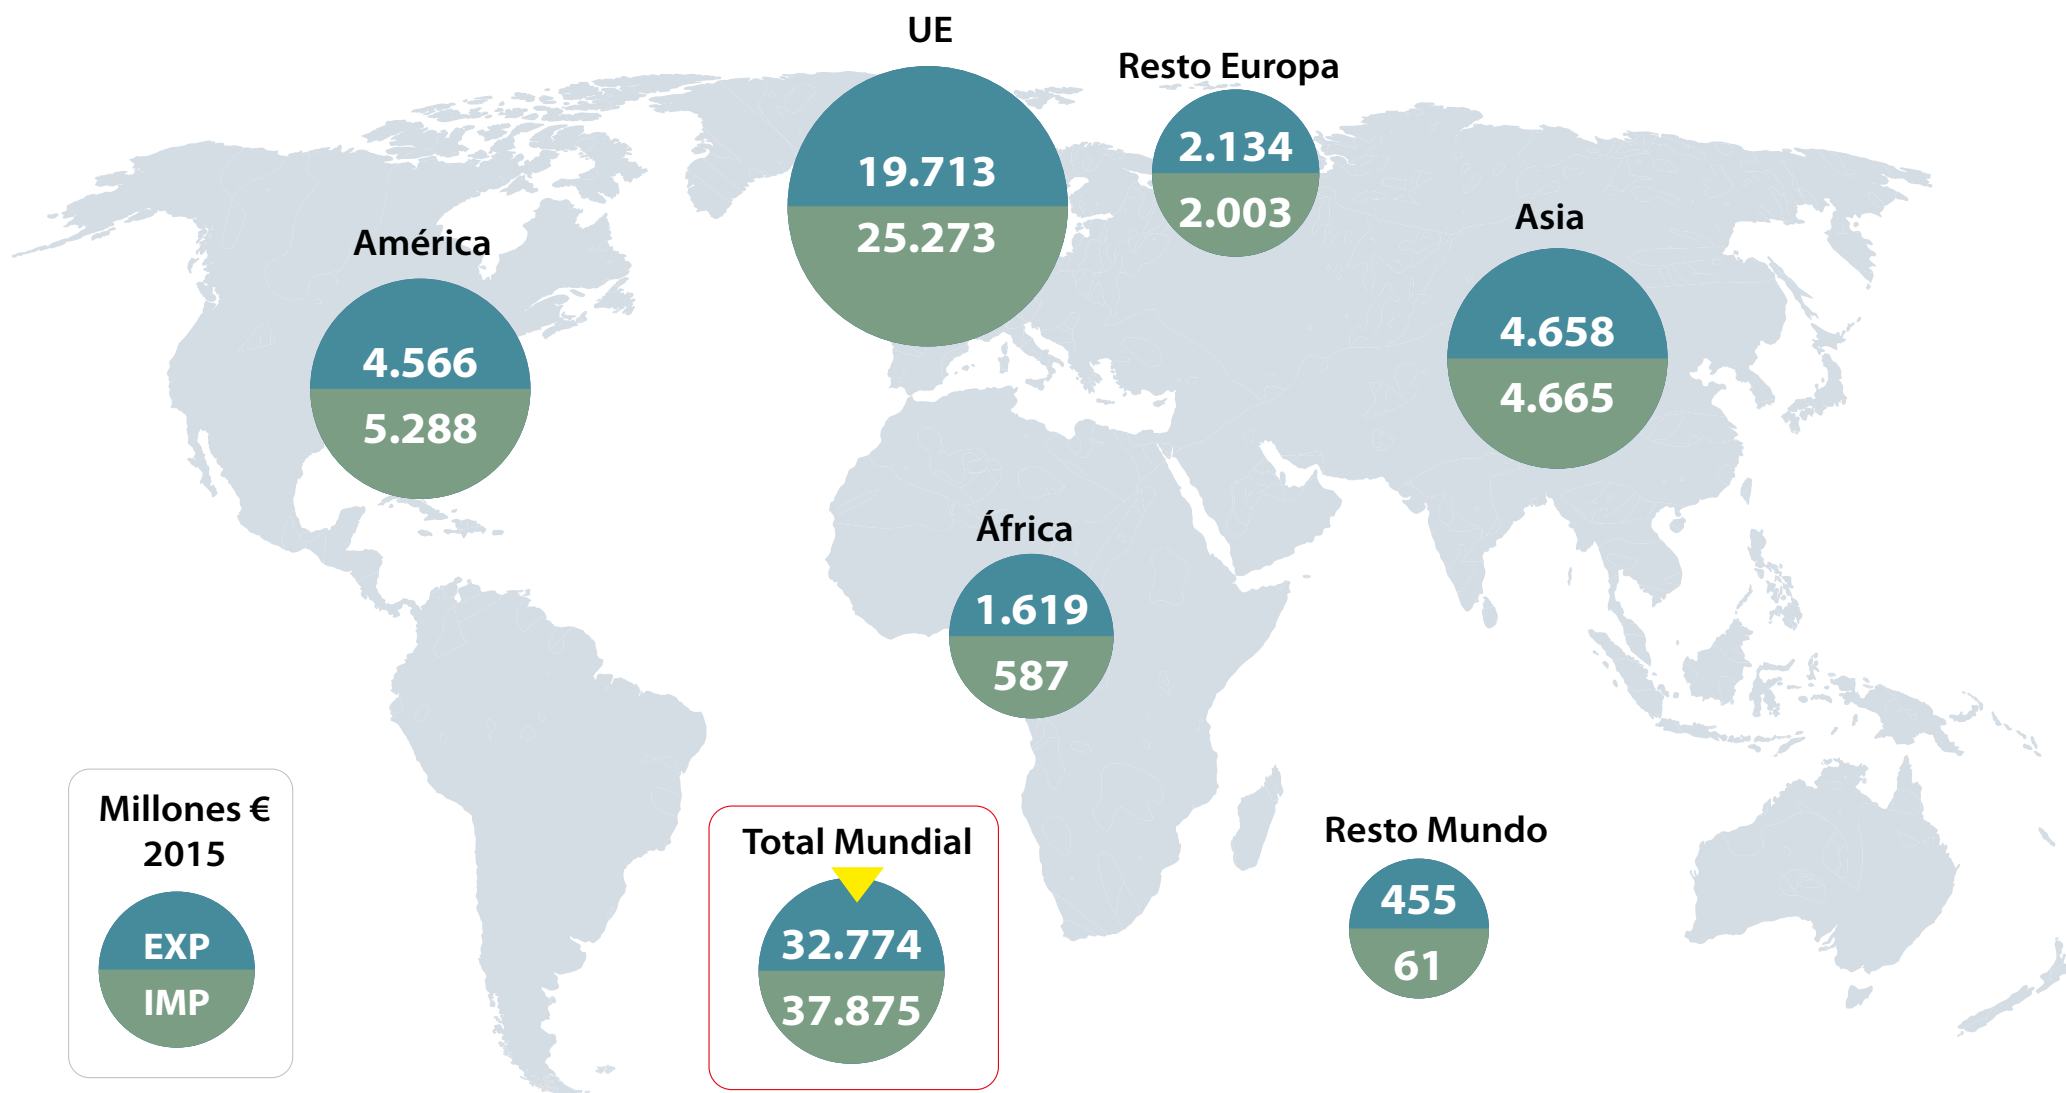 UE
19.713
25.273
Resto Europa
2.134
2.003
Asia
4.658
4.665
América
4.566
5.288
África
1.619
587
Millones €
2015
EXP
IMP
Total Mundial
32.774
37.875
Resto Mundo
455
61